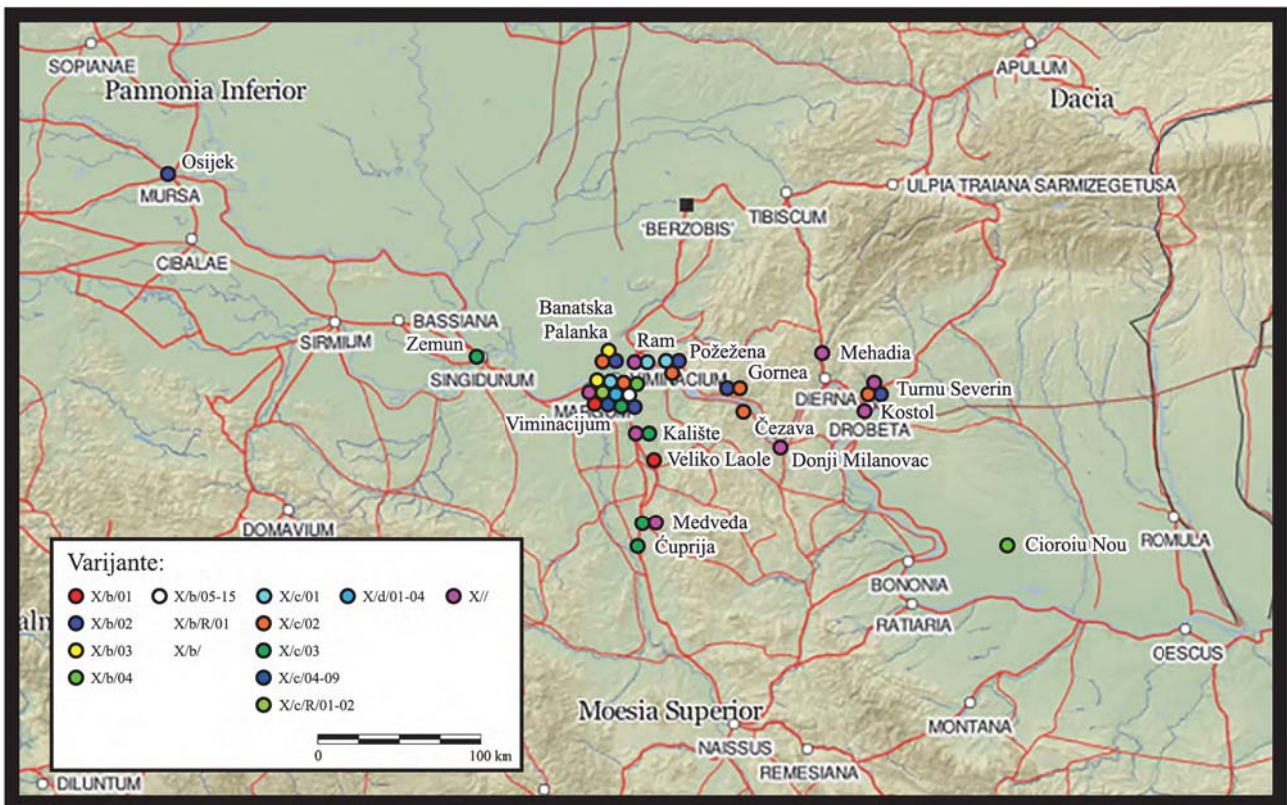 SOPIANAE
Pannonia Inferior
APULUM
Dacia
Osijek
MURSA
ULPIA TRAIANA SARMIZEGETUSA
TIBISCUM
'BERZOBIS'
CIBALAE
BASSIANA
SIRMIUM
Zemun
SINGIDUNUM
Banatska
Palanka
Ram
Požežena
VIMINACIUM
Gornea
Mehadia
DIERNA
Turnu Severin
Kostol
DROBETA
MARGUM
Viminacijum
Čezava
Kalište
Donji Milanovac
Veliko Laole
DOMAVIUM
Medveđa
Ćuprija
Cioroiu Nou
ROMULA
BONONIA
RATIARIA
OESCUS
Moesia Superior
MONTANA
NAISSUS
REMESIANA
DILUNTUM
Varijante:
X/b/01 X/b/05-15 X/c/01 X/d/01-04 X//
X/b/02 X/b/R/01 X/c/02
X/b/03 X/b/ X/c/03
X/b/04 X/c/04-09
X/c/R/01-02
0 100 km